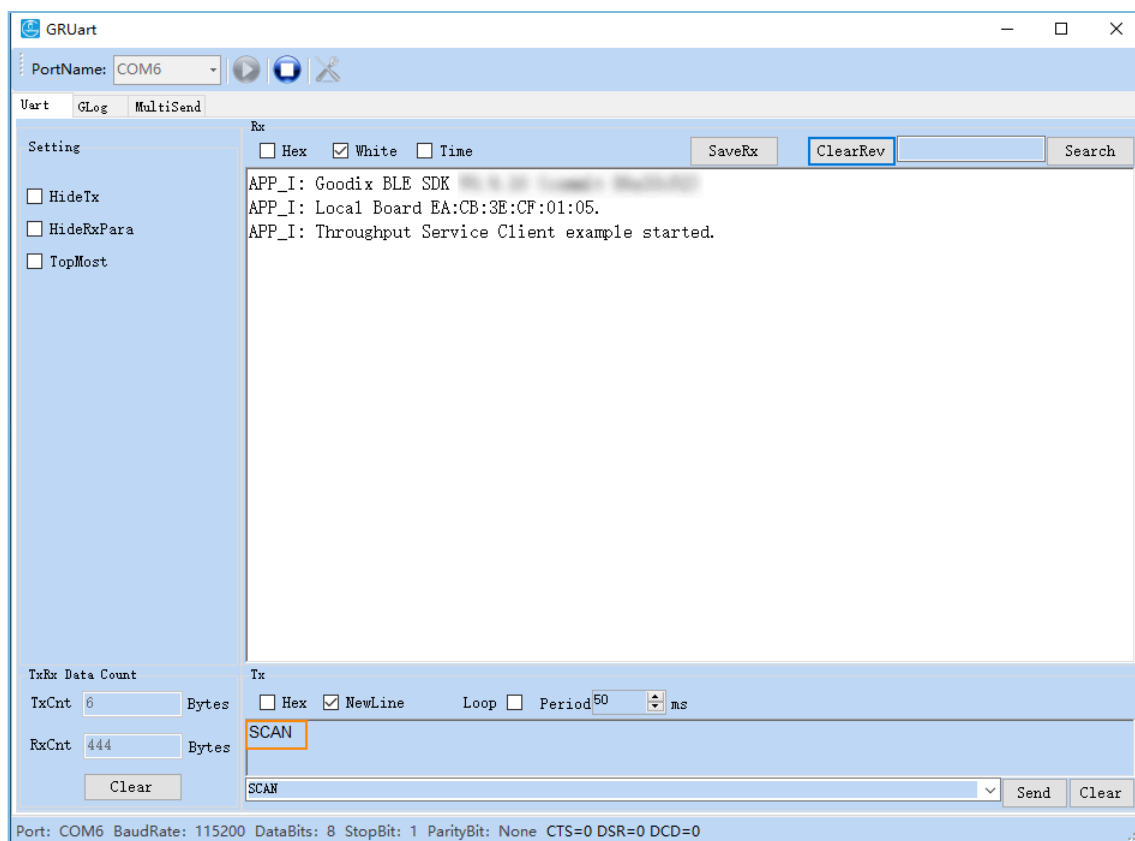 GRUart
PortName: COM6
Uart GLog MultiSend
Setting
HideTx
HideRxPara
TopMost
Rx
Hex White Time SaveRx ClearRev Search
APP_I: Goodix BLE SDK
APP_I: Local Board EA:CB:3E:CF:01:05.
APP_I: Throughput Service Client example started.
TxRx Data Count
TxCnt 6 Bytes
RxCnt 444 Bytes
Clear
Tx
Hex NewLine Loop Period 50 ms
SCAN
SCAN Send Clear
Port: COM6 BaudRate: 115200 DataBits: 8 StopBit: 1 ParityBit: None CTS=0 DSR=0 DCD=0